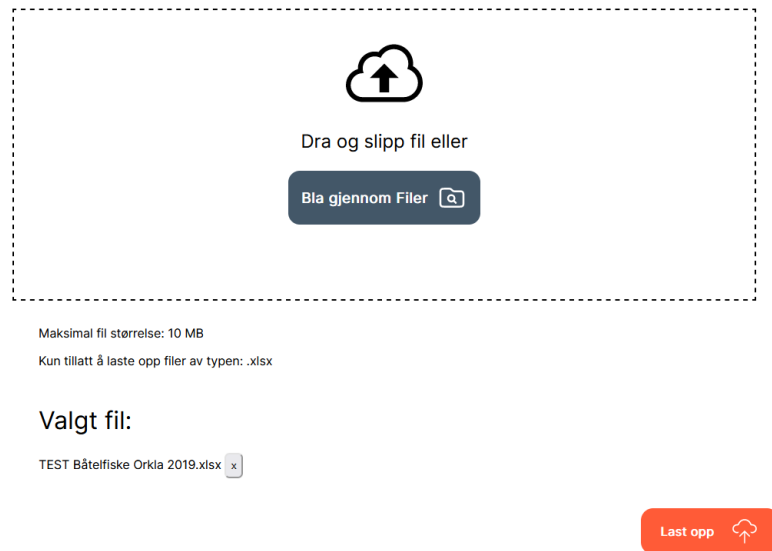 Dra og slipp fil eller
Bla gjennom Filer
Maksimal fil størrelse: 10 MB
Kun tillatt å laste opp filer av typen: .xlsx
Valgt fil:
TEST Båtelfiske Orkla 2019.xlsx x
Last opp